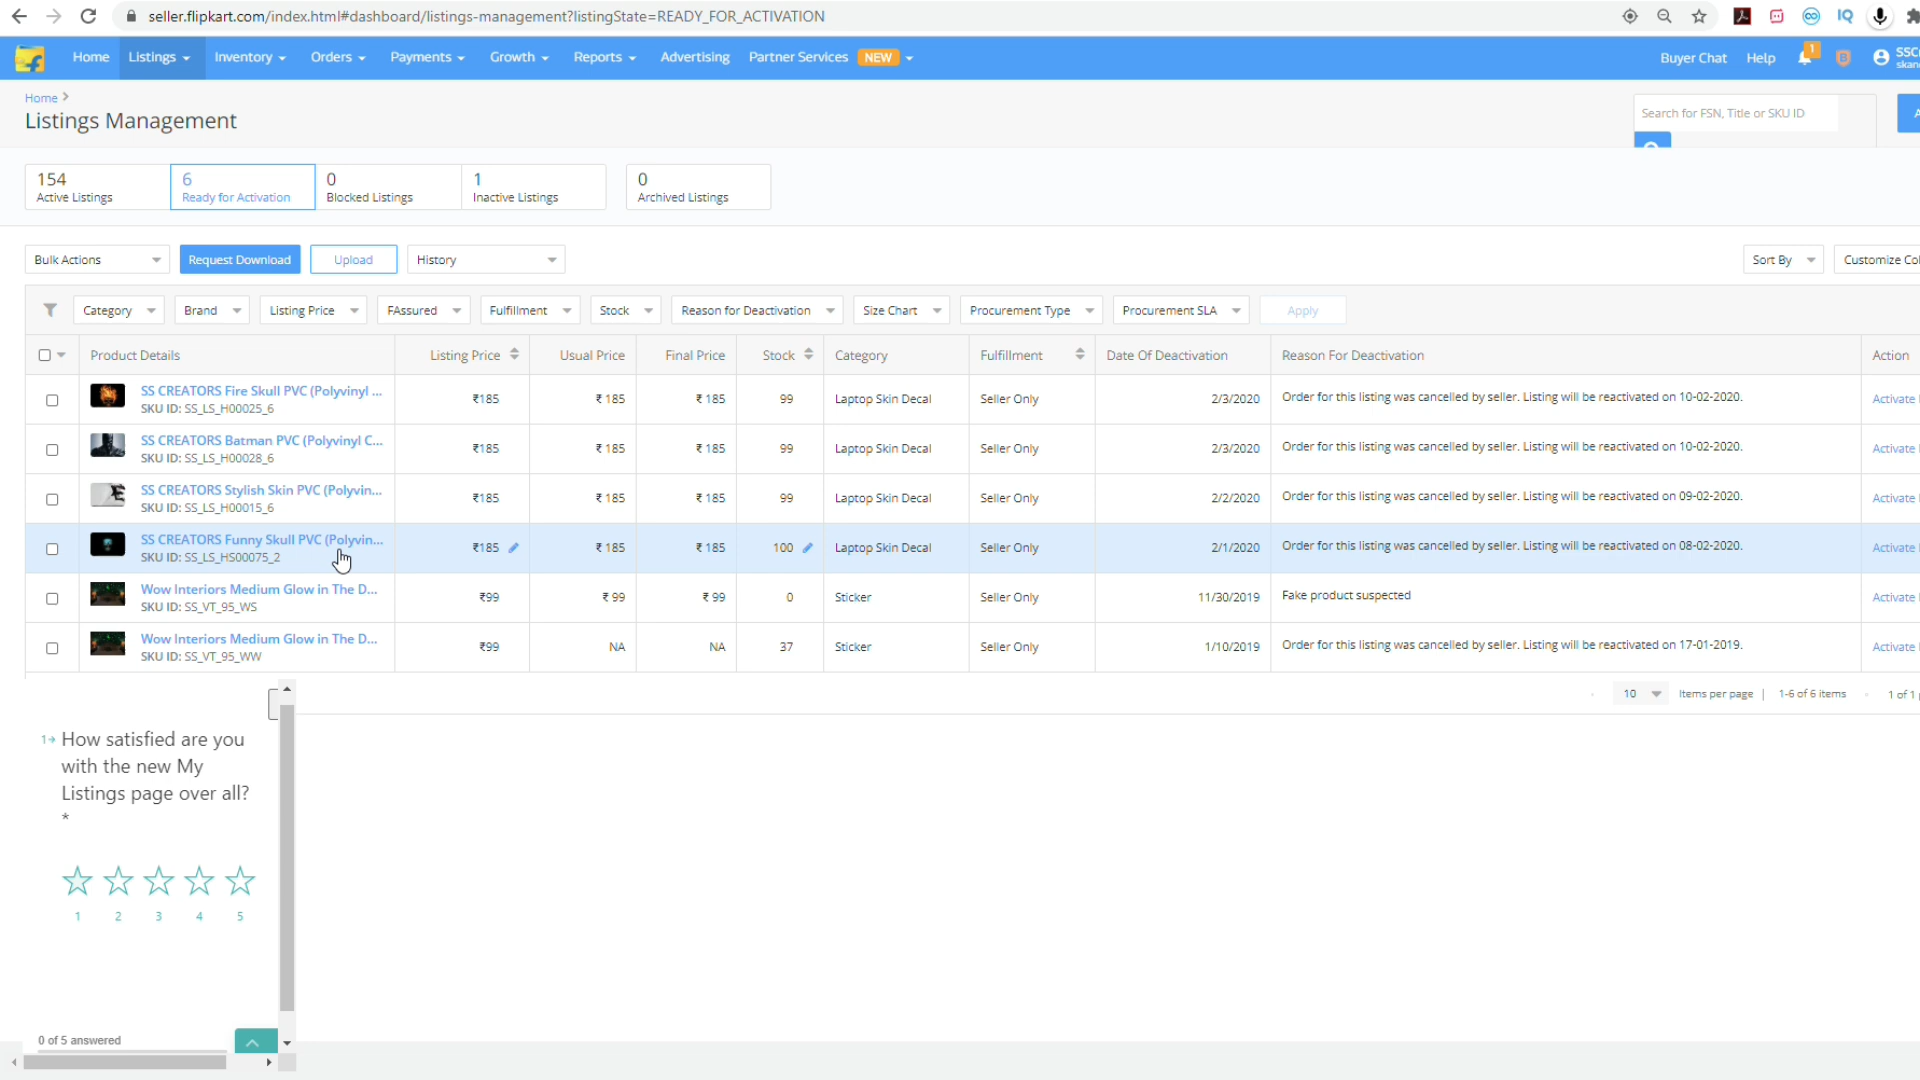 seller.flipkart.com/index.html#dashboard/listings-management?listingState=READY_FOR_ACTIVATION
Home Listings Inventory Orders Payments Growth Reports Advertising Partner Services NEW Buyer Chat Help 1
Home >
Listings Management
Search for FSN, Title or SKU ID
154 6 0 1 0
Active Listings Ready for Activation Blocked Listings Inactive Listings Archived Listings
Bulk Actions Request Download Upload History Sort By Customize Col
Category Brand Listing Price FAssured Fulfillment Stock Reason for Deactivation Size Chart Procurement Type Procurement SLA Apply
Product Details Listing Price Usual Price Final Price Stock Category Fulfillment Date Of Deactivation Reason For Deactivation Action
SS CREATORS Fire Skull PVC (Polyvinyl ...
SKU ID: SS_LS_H00025_6 ₹185 ₹ 185 ₹ 185 99 Laptop Skin Decal Seller Only 2/3/2020 Order for this listing was cancelled by seller. Listing will be reactivated on 10-02-2020. Activate
SS CREATORS Batman PVC (Polyvinyl C...
SKU ID: SS_LS_H00028_6 ₹185 ₹ 185 ₹ 185 99 Laptop Skin Decal Seller Only 2/3/2020 Order for this listing was cancelled by seller. Listing will be reactivated on 10-02-2020. Activate
SS CREATORS Stylish Skin PVC (Polyvin...
SKU ID: SS_LS_H00015_6 ₹185 ₹ 185 ₹ 185 99 Laptop Skin Decal Seller Only 2/2/2020 Order for this listing was cancelled by seller. Listing will be reactivated on 09-02-2020. Activate
SS CREATORS Funny Skull PVC (Polyvin...
SKU ID: SS_LS_HS00075_2 ₹185 ₹ 185 ₹ 185 100 Laptop Skin Decal Seller Only 2/1/2020 Order for this listing was cancelled by seller. Listing will be reactivated on 08-02-2020. Activate
Wow Interiors Medium Glow in The D...
SKU ID: SS_VT_95_WS ₹99 ₹ 99 ₹ 99 0 Sticker Seller Only 11/30/2019 Fake product suspected Activate
Wow Interiors Medium Glow in The D...
SKU ID: SS_VT_95_WW ₹99 NA NA 37 Sticker Seller Only 1/10/2019 Order for this listing was cancelled by seller. Listing will be reactivated on 17-01-2019. Activate
10 Items per page | 1-6 of 6 items 1 of 1
1→ How satisfied are you
with the new My
Listings page over all?
*
1 2 3 4 5
0 of 5 answered